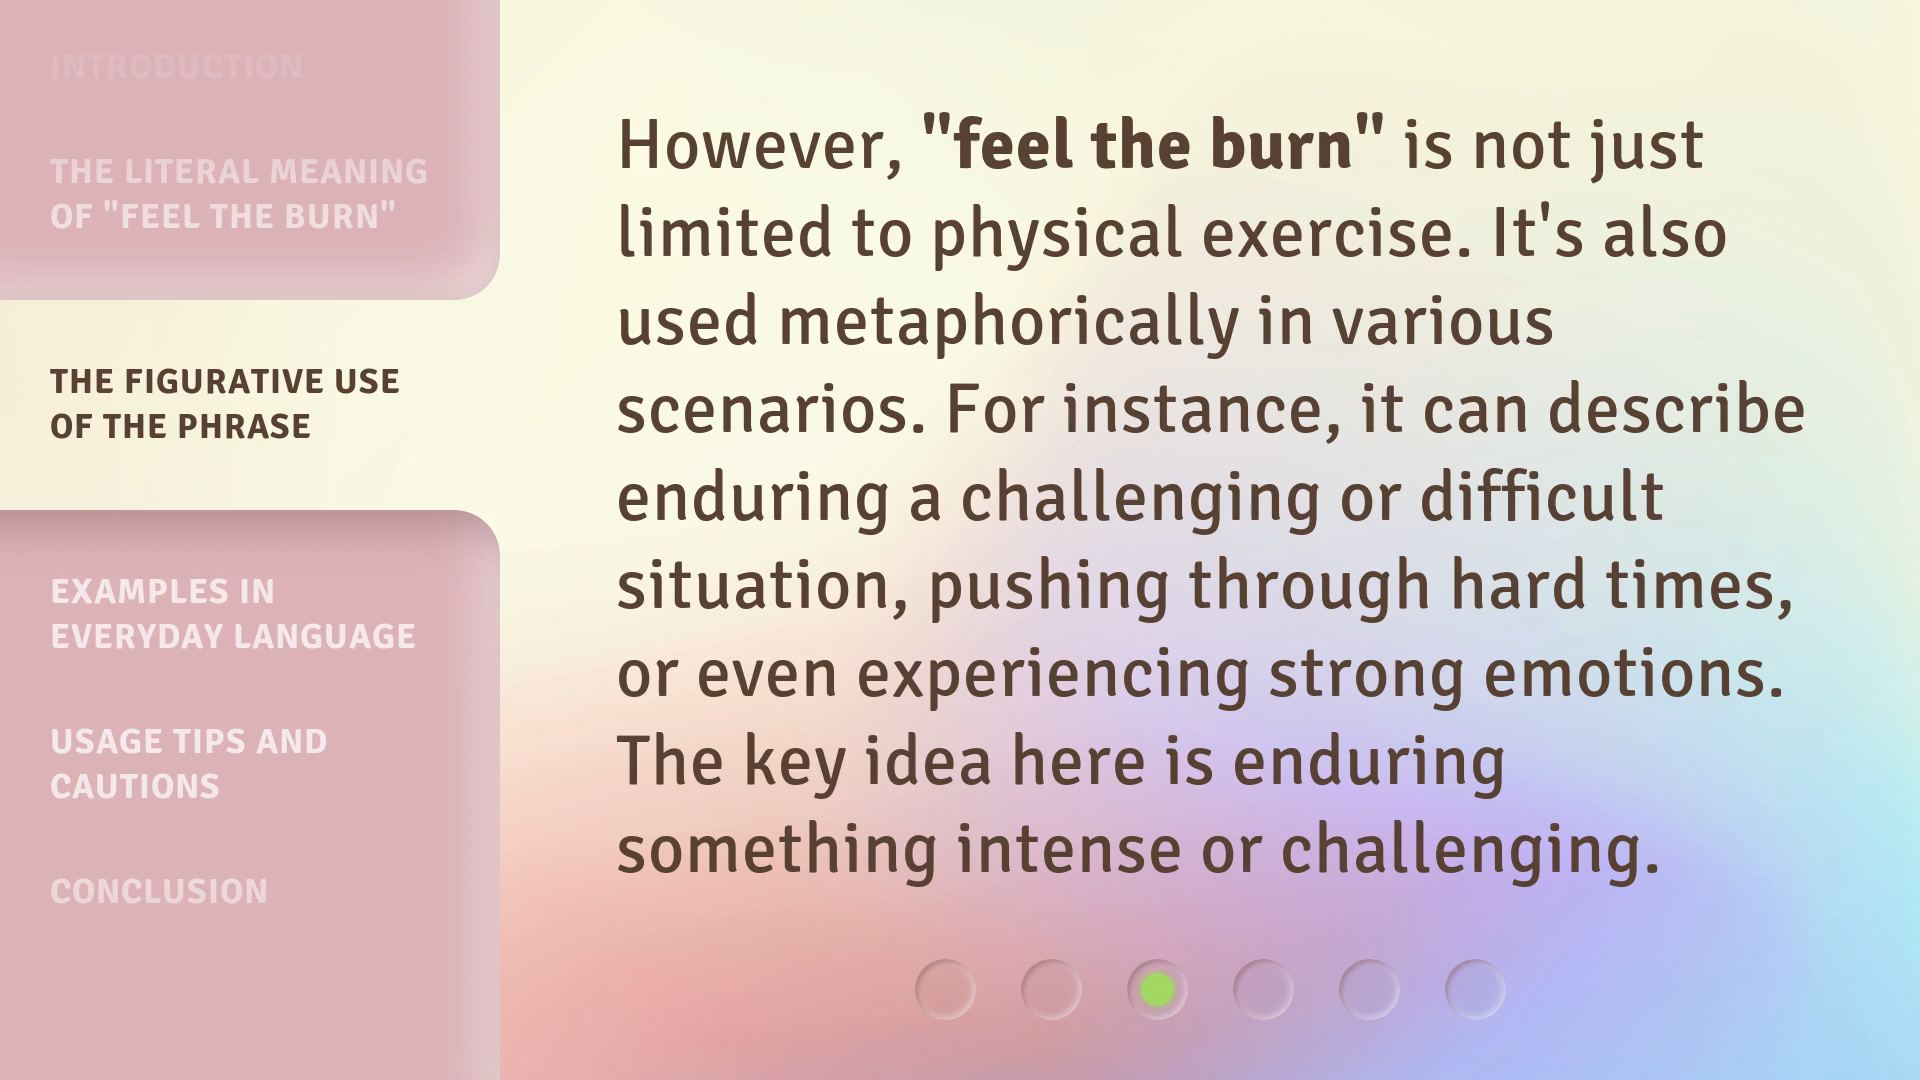 INTRODUCTION
THE LITERAL MEANING
OF "FEEL THE BURN"
THE FIGURATIVE USE
OF THE PHRASE
EXAMPLES IN
EVERYDAY LANGUAGE
USAGE TIPS AND
CAUTIONS
CONCLUSION
However, "feel the burn" is not just
limited to physical exercise. It's also
used metaphorically in various
scenarios. For instance, it can describe
enduring a challenging or difficult
situation, pushing through hard times,
or even experiencing strong emotions.
The key idea here is enduring
something intense or challenging.